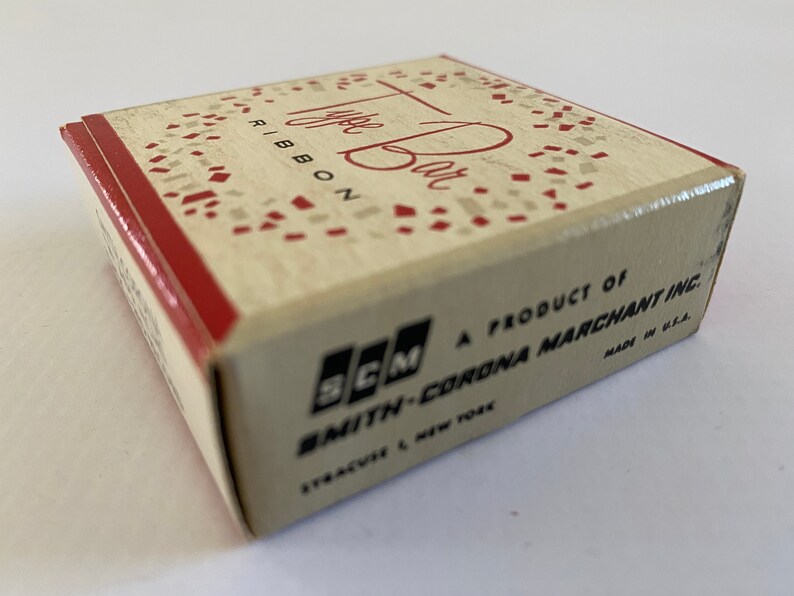 Type Bar
RIBBON
SCM
A PRODUCT OF
SMITH-CORONA MARCHANT INC.
SYRACUSE 1, NEW YORK
MADE IN U.S.A.